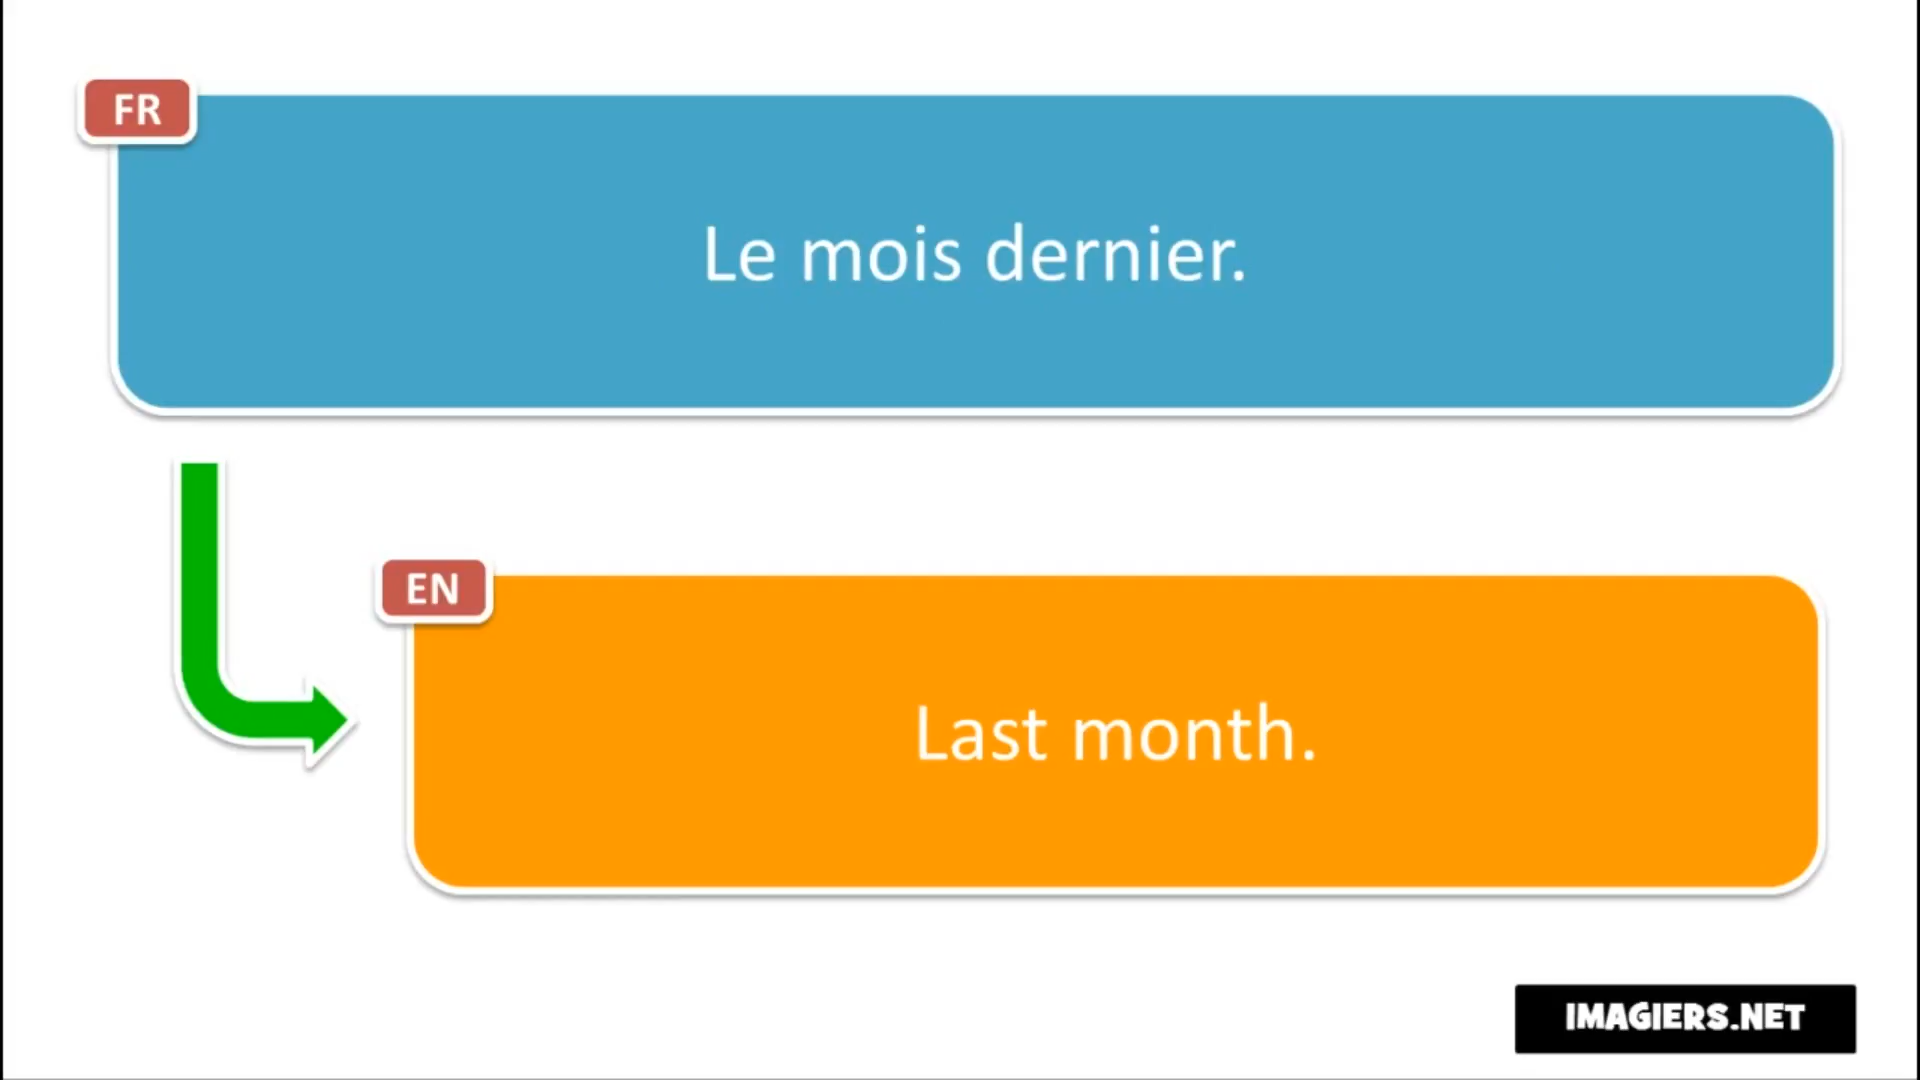 FR
Le mois dernier.
EN
Last month.
IMAGIERS.NET